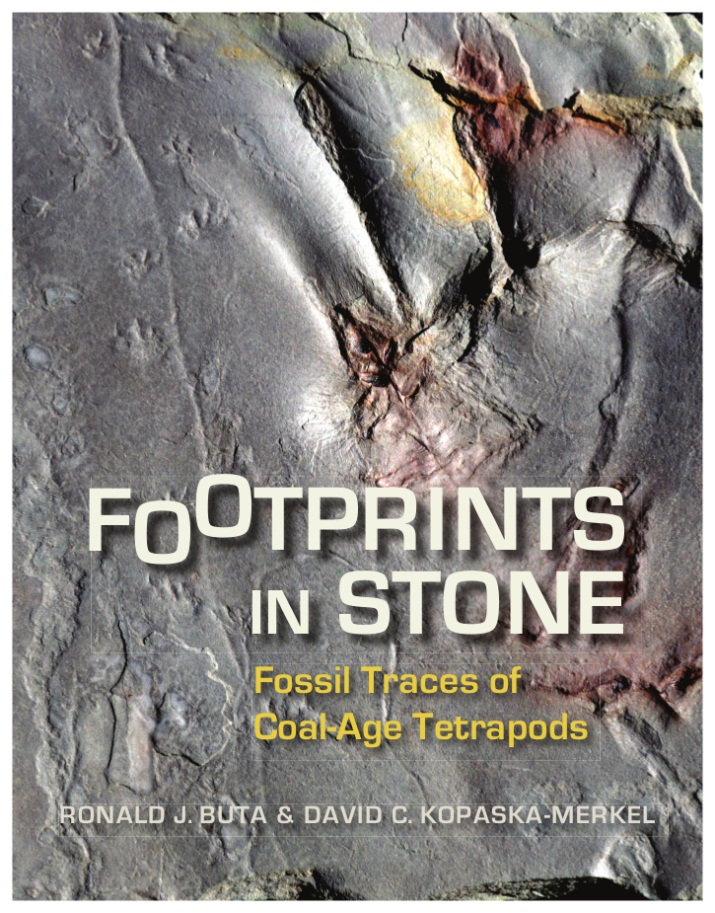 FOOTPRINTS
IN STONE
Fossil Traces of
Coal-Age Tetrapods
RONALD J. BUTA & DAVID C. KOPASKA-MERKEL